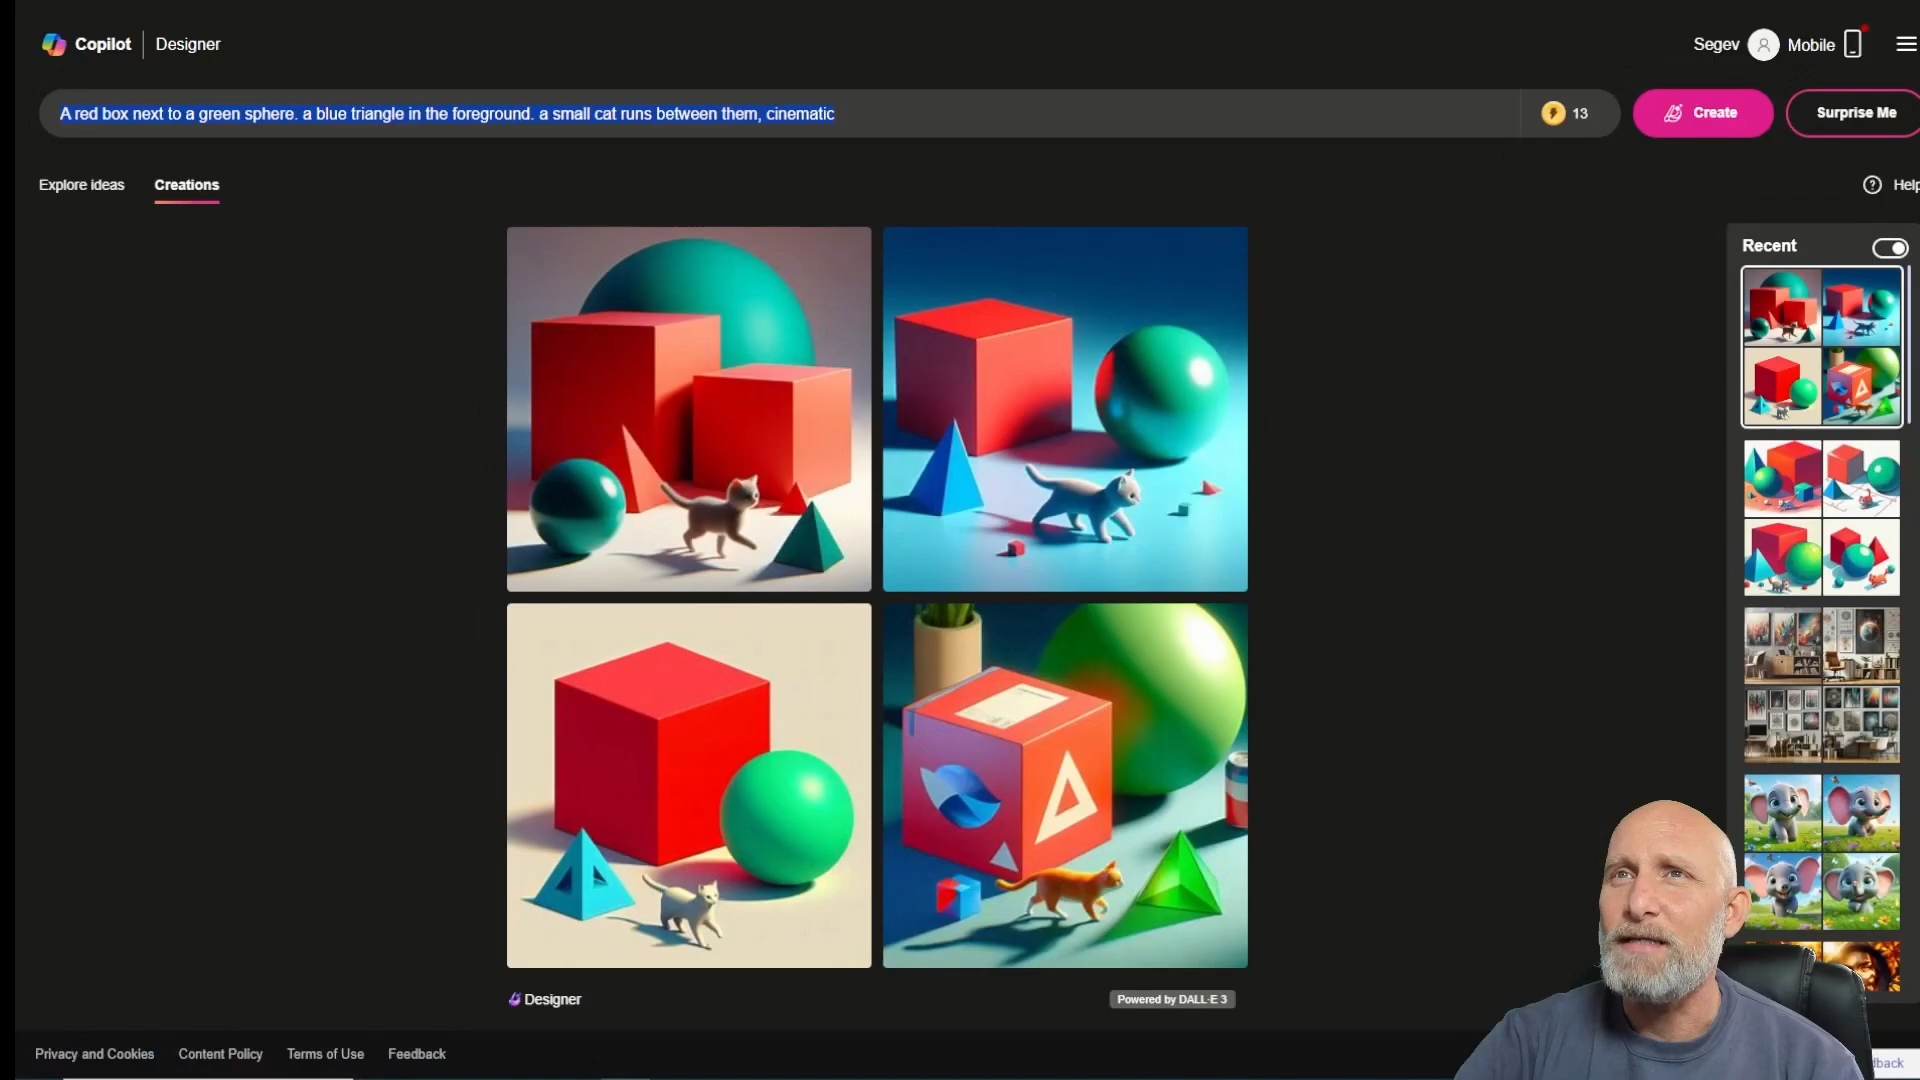 Copilot
Designer
Segev
Mobile
A red box next to a green sphere. a blue triangle in the foreground. a small cat runs between them, cinematic
13
Create
Surprise Me
Explore ideas
Creations
Help
Recent
Designer
Powered by DALL·E 3
Privacy and Cookies
Content Policy
Terms of Use
Feedback
dback